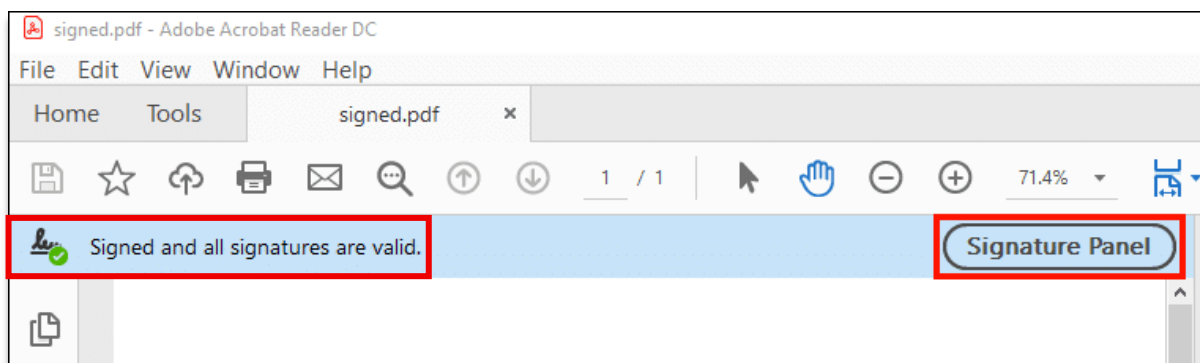 signed.pdf - Adobe Acrobat Reader DC
File Edit View Window Help
Home Tools signed.pdf ×
1 / 1 71.4%
Signed and all signatures are valid. Signature Panel